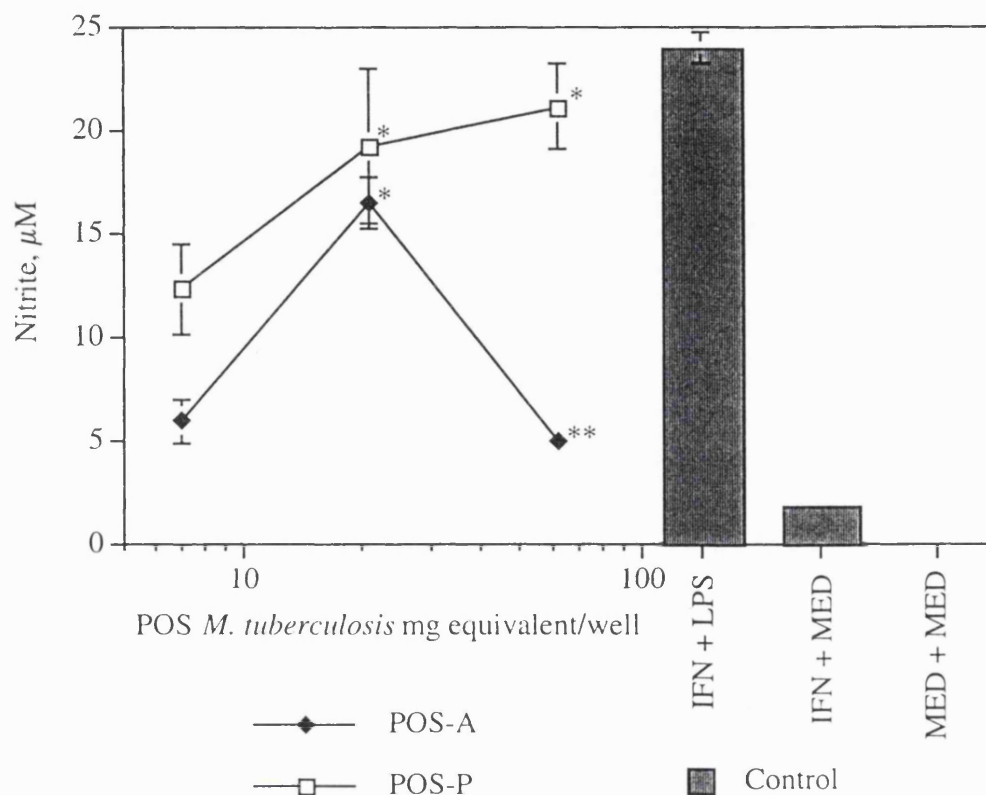 25
20
15
10
5
0
Nitrite, μM
*
*
*
**
10
100
POS M. tuberculosis mg equivalent/well
IFN + LPS
IFN + MED
MED + MED
POS-A
POS-P
Control